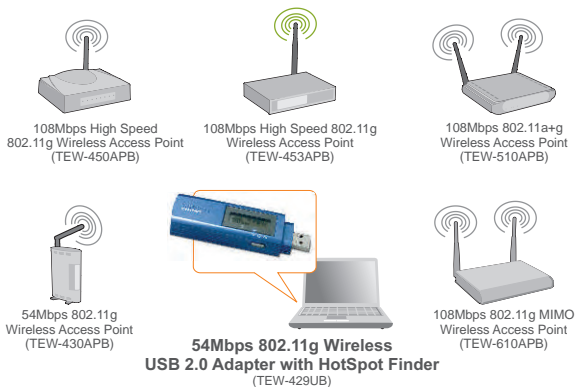 108Mbps High Speed
802.11g Wireless Access Point
(TEW-450APB)
108Mbps High Speed 802.11g
Wireless Access Point
(TEW-453APB)
108Mbps 802.11a+g
Wireless Access Point
(TEW-510APB)
54Mbps 802.11g
Wireless Access Point
(TEW-430APB)
54Mbps 802.11g Wireless
USB 2.0 Adapter with HotSpot Finder
(TEW-429UB)
108Mbps 802.11g MIMO
Wireless Access Point
(TEW-610APB)